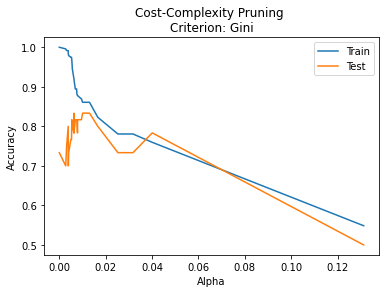 Cost-Complexity Pruning
Criterion: Gini
Train
Test
1.0
0.9
0.8
0.7
0.6
0.5
Accuracy
0.00 0.02 0.04 0.06 0.08 0.10 0.12
Alpha